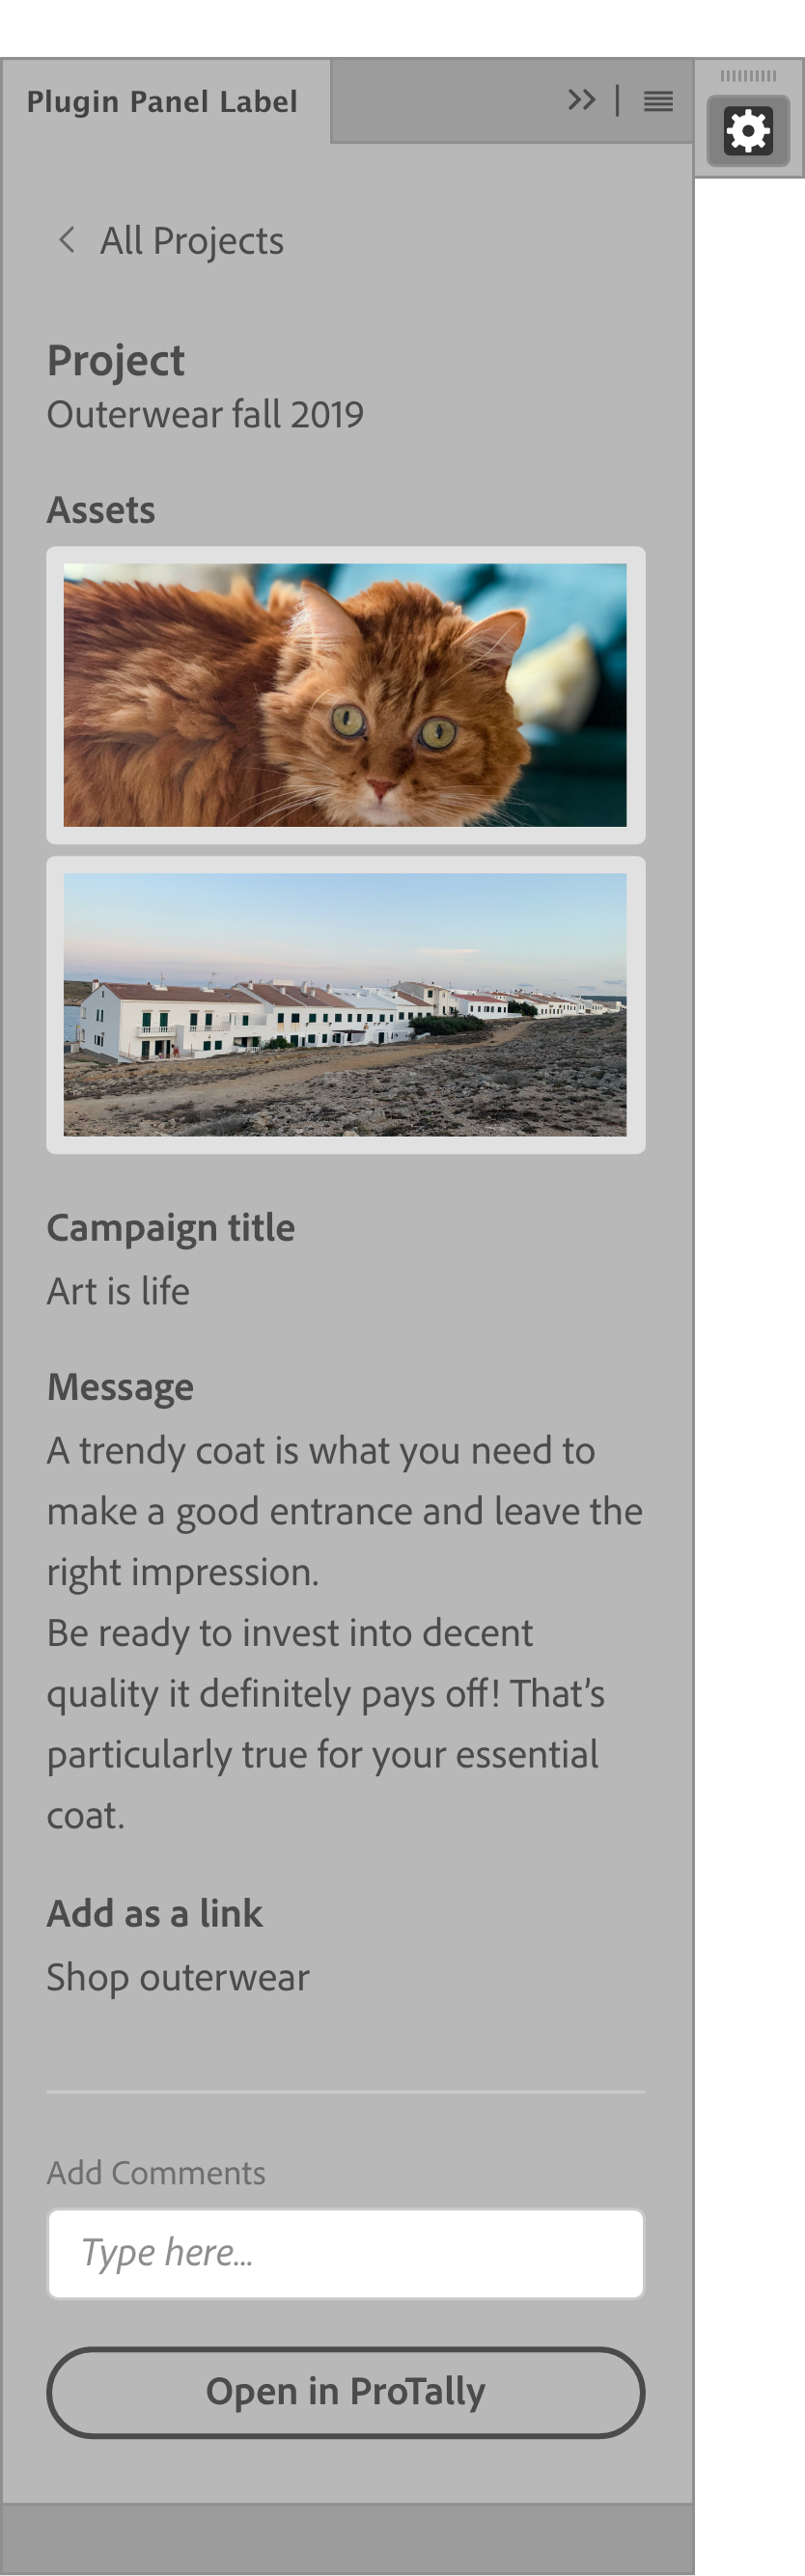 Plugin Panel Label
All Projects
Project
Outerwear fall 2019
Assets
Campaign title
Art is life
Message
A trendy coat is what you need to
make a good entrance and leave the
right impression.
Be ready to invest into decent
quality it definitely pays off! That’s
particularly true for your essential
coat.
Add as a link
Shop outerwear
Add Comments
Type here...
Open in ProTally